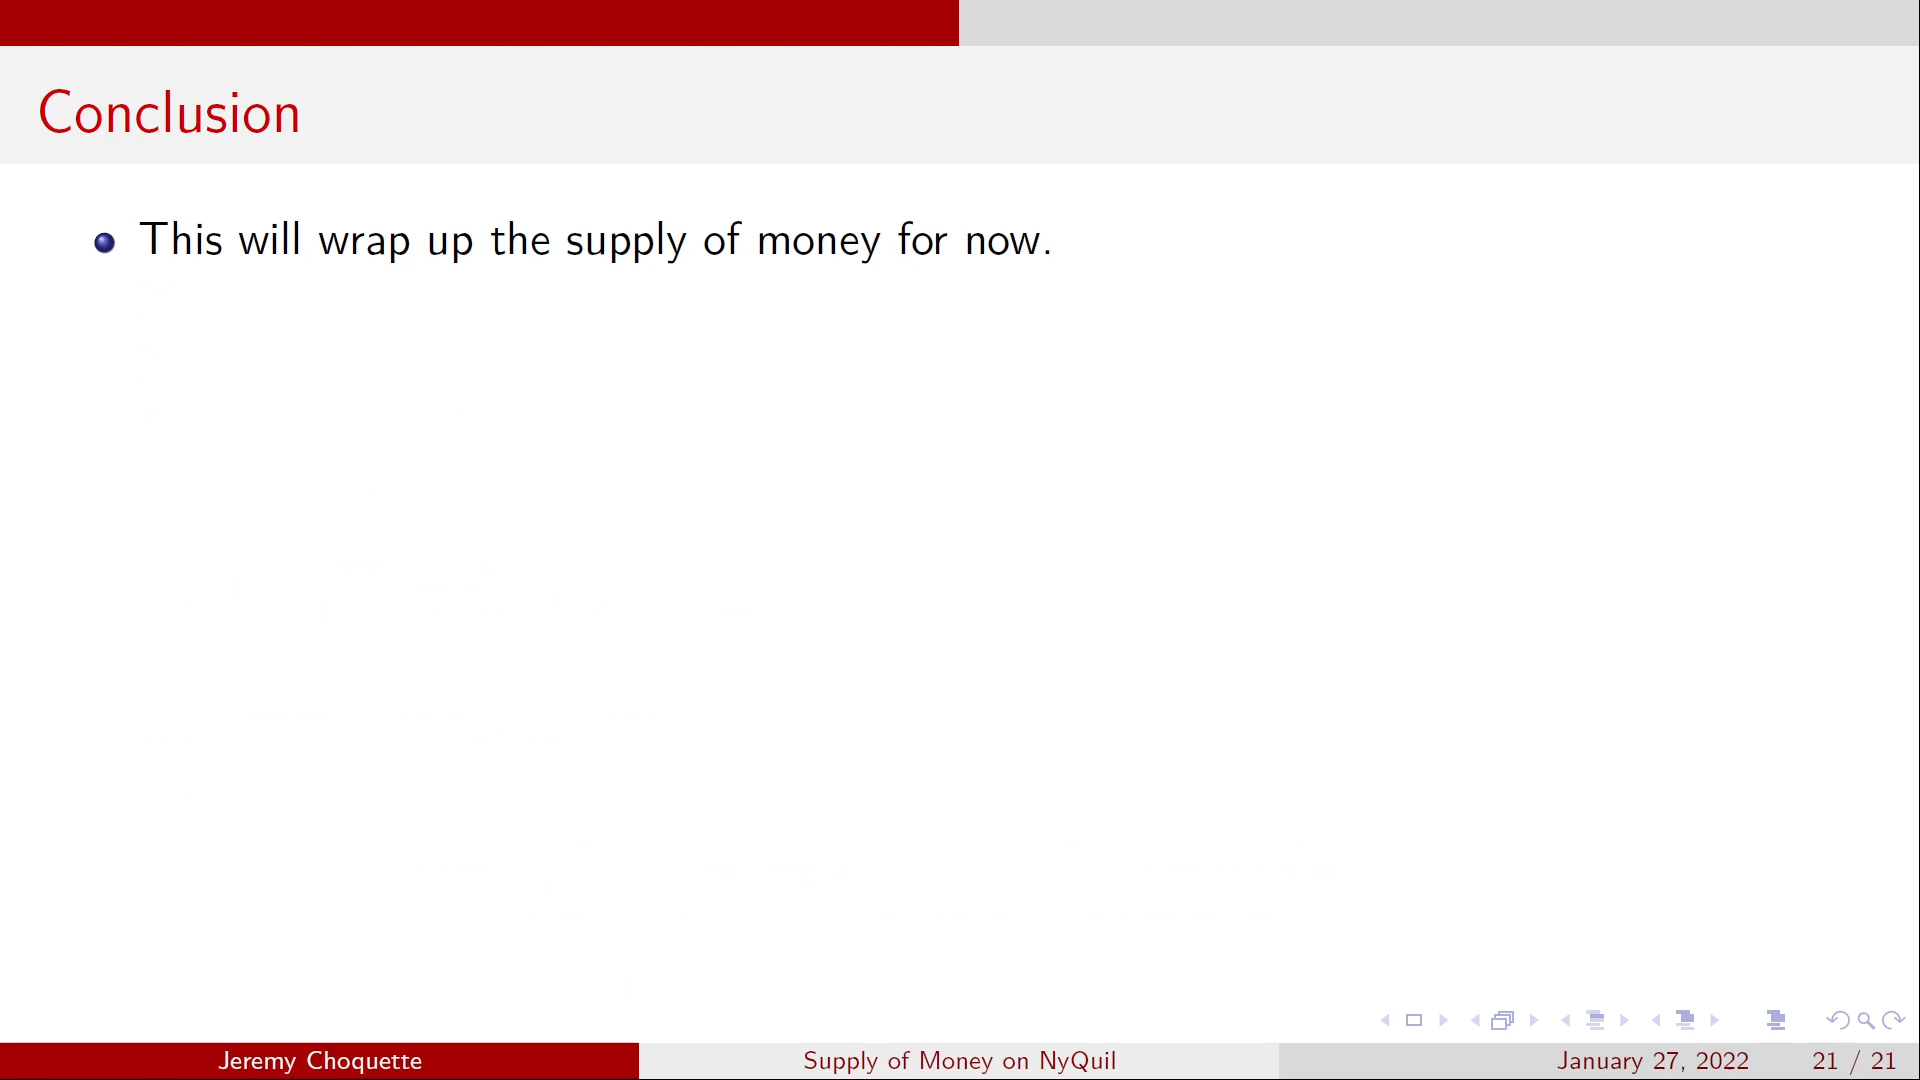 Conclusion
This will wrap up the supply of money for now.
Jeremy Choquette
Supply of Money on NyQuil
January 27, 2022
21 / 21